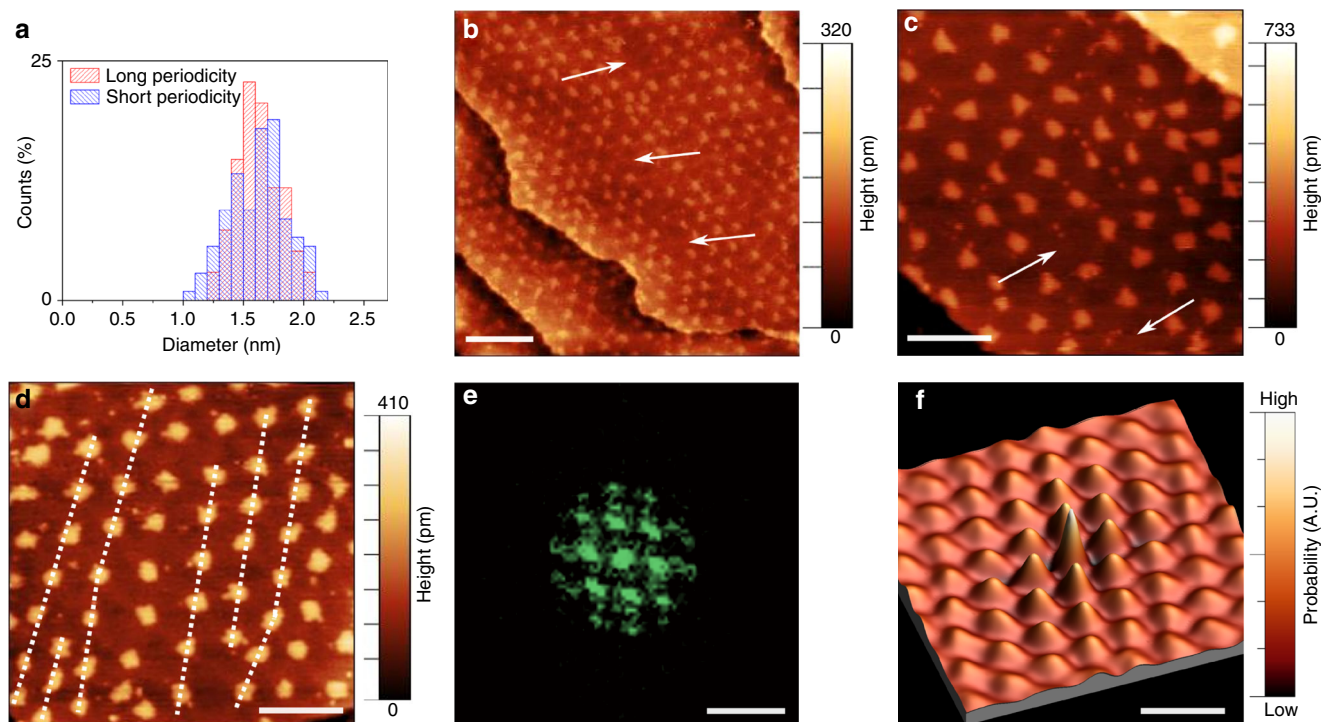 a
25
Long periodicity
Short periodicity
Counts (%)
0
0.0 0.5 1.0 1.5 2.0 2.5
Diameter (nm)
b
320
Height (pm)
0
c
733
Height (pm)
0
d
410
Height (pm)
0
e
f
High
Probability (A.U.)
Low